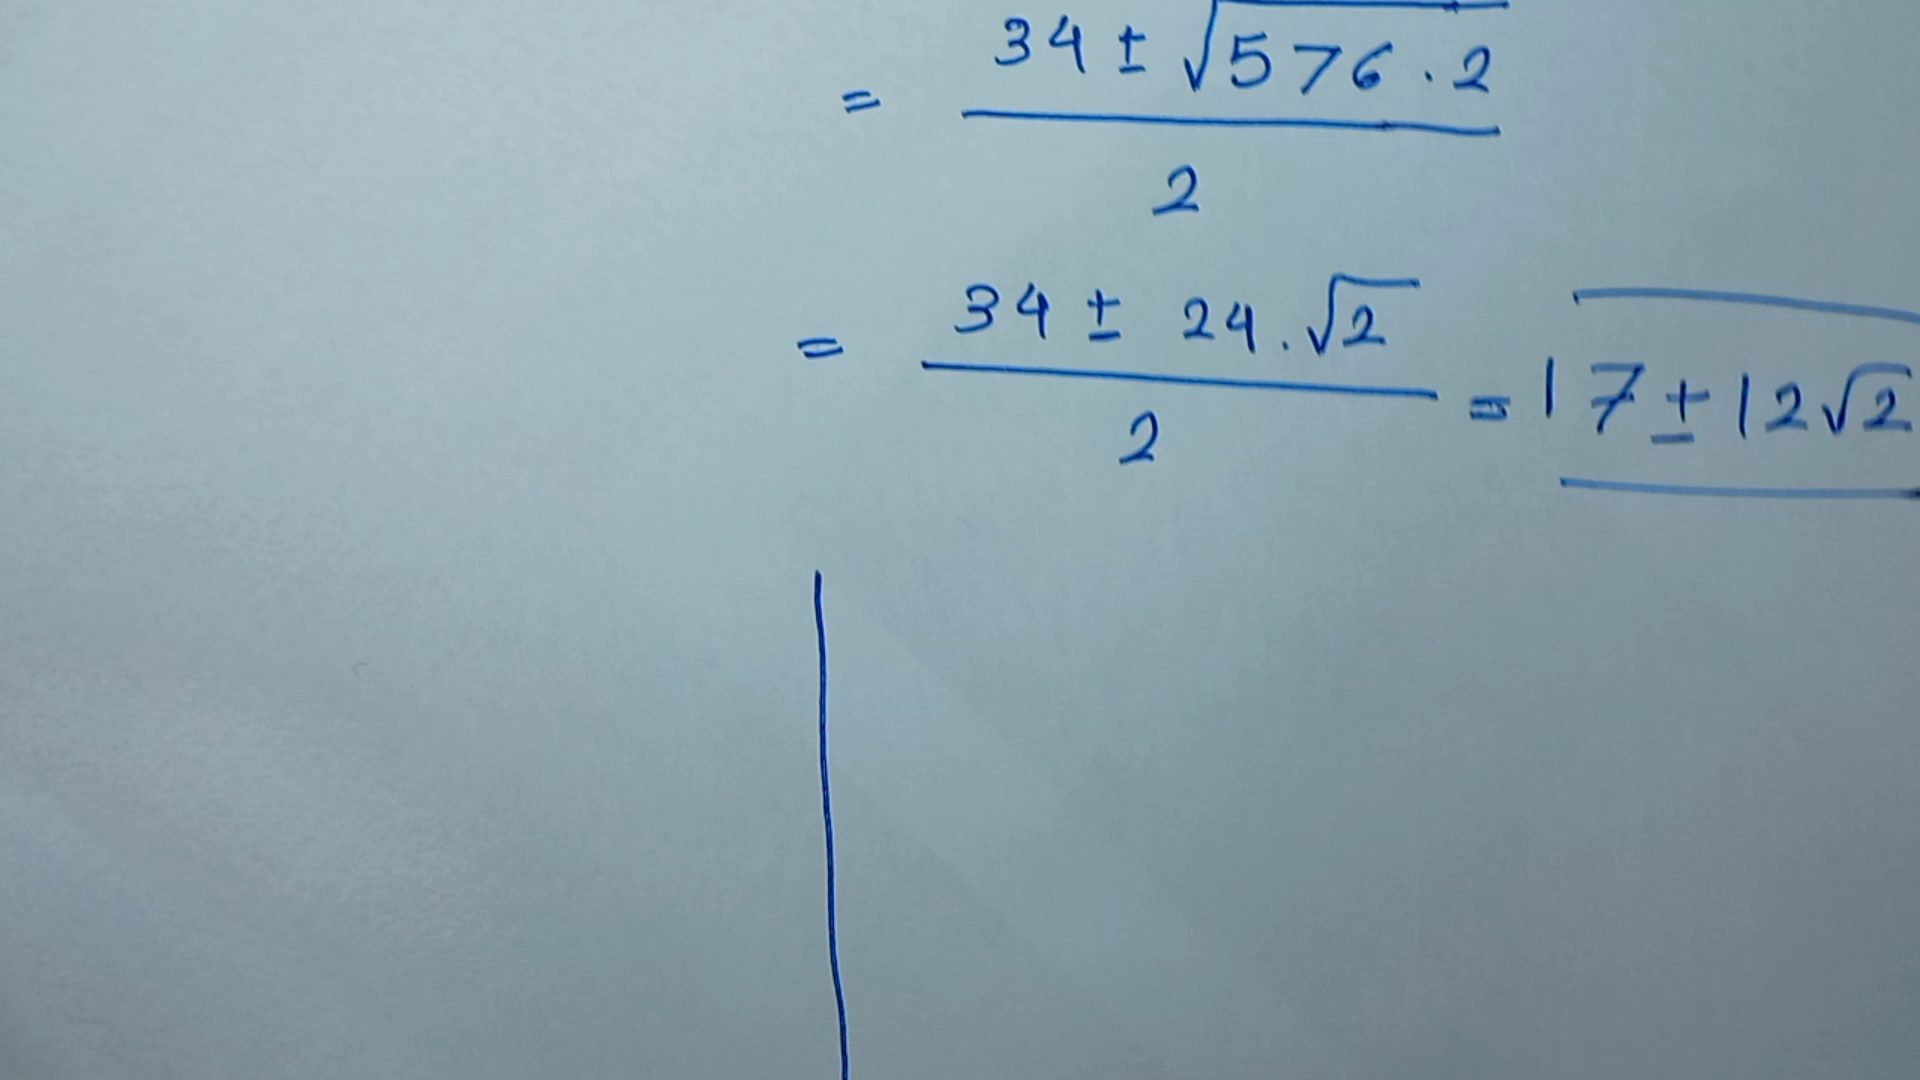 = (34 ± √(576 . 2)) / 2
= (34 ± 24 . √2) / 2 = 17 ± 12√2